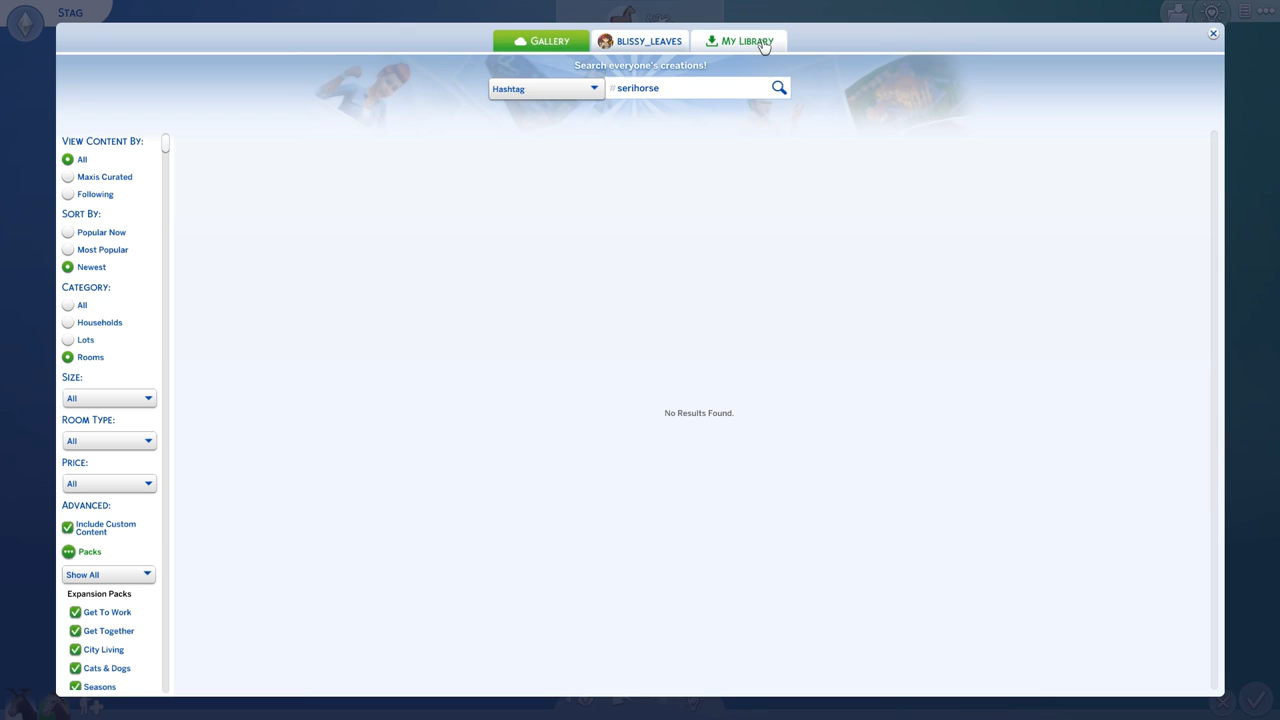 STAG
GALLERY
BLISSY_LEAVES
MY LIBRARY
Search everyone's creations!
Hashtag
# serihorse
VIEW CONTENT BY:
All
Maxis Curated
Following
SORT BY:
Popular Now
Most Popular
Newest
CATEGORY:
All
Households
Lots
Rooms
SIZE:
All
ROOM TYPE:
All
PRICE:
All
ADVANCED:
Include Custom
Content
Packs
Show All
Expansion Packs
Get To Work
Get Together
City Living
Cats & Dogs
Seasons
No Results Found.